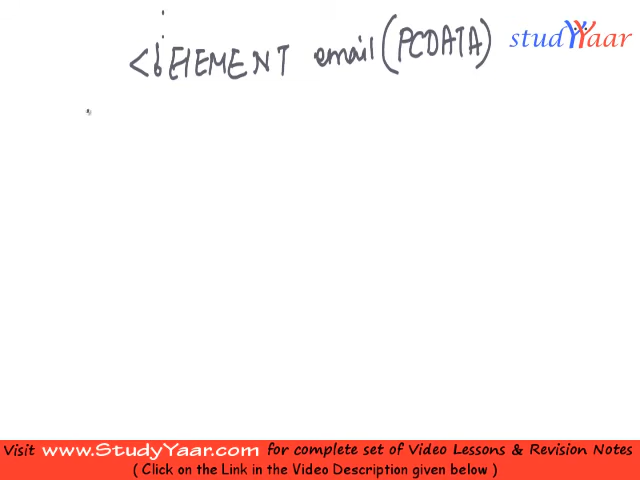 <!ELEMENT email (PCDATA)
studYYaar
Visit www.StudyYaar.com for complete set of Video Lessons & Revision Notes
( Click on the Link in the Video Description given below )